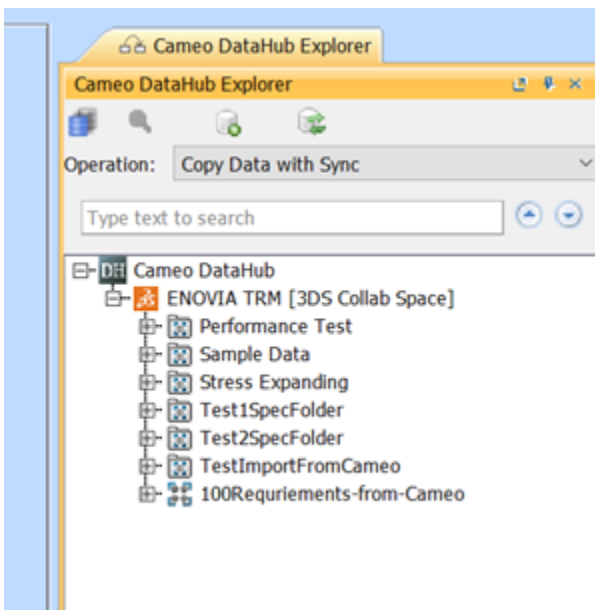 Cameo DataHub Explorer
Cameo DataHub Explorer
Operation: Copy Data with Sync
Type text to search
DH Cameo DataHub
ENOVIA TRM [3DS Collab Space]
Performance Test
Sample Data
Stress Expanding
Test1SpecFolder
Test2SpecFolder
TestImportFromCameo
100Requriements-from-Cameo